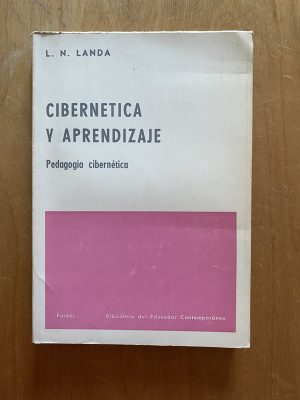 L. N. LANDA
CIBERNETICA
Y APRENDIZAJE
Pedagogía cibernética
Paidós Biblioteca del Educador Contemporáneo